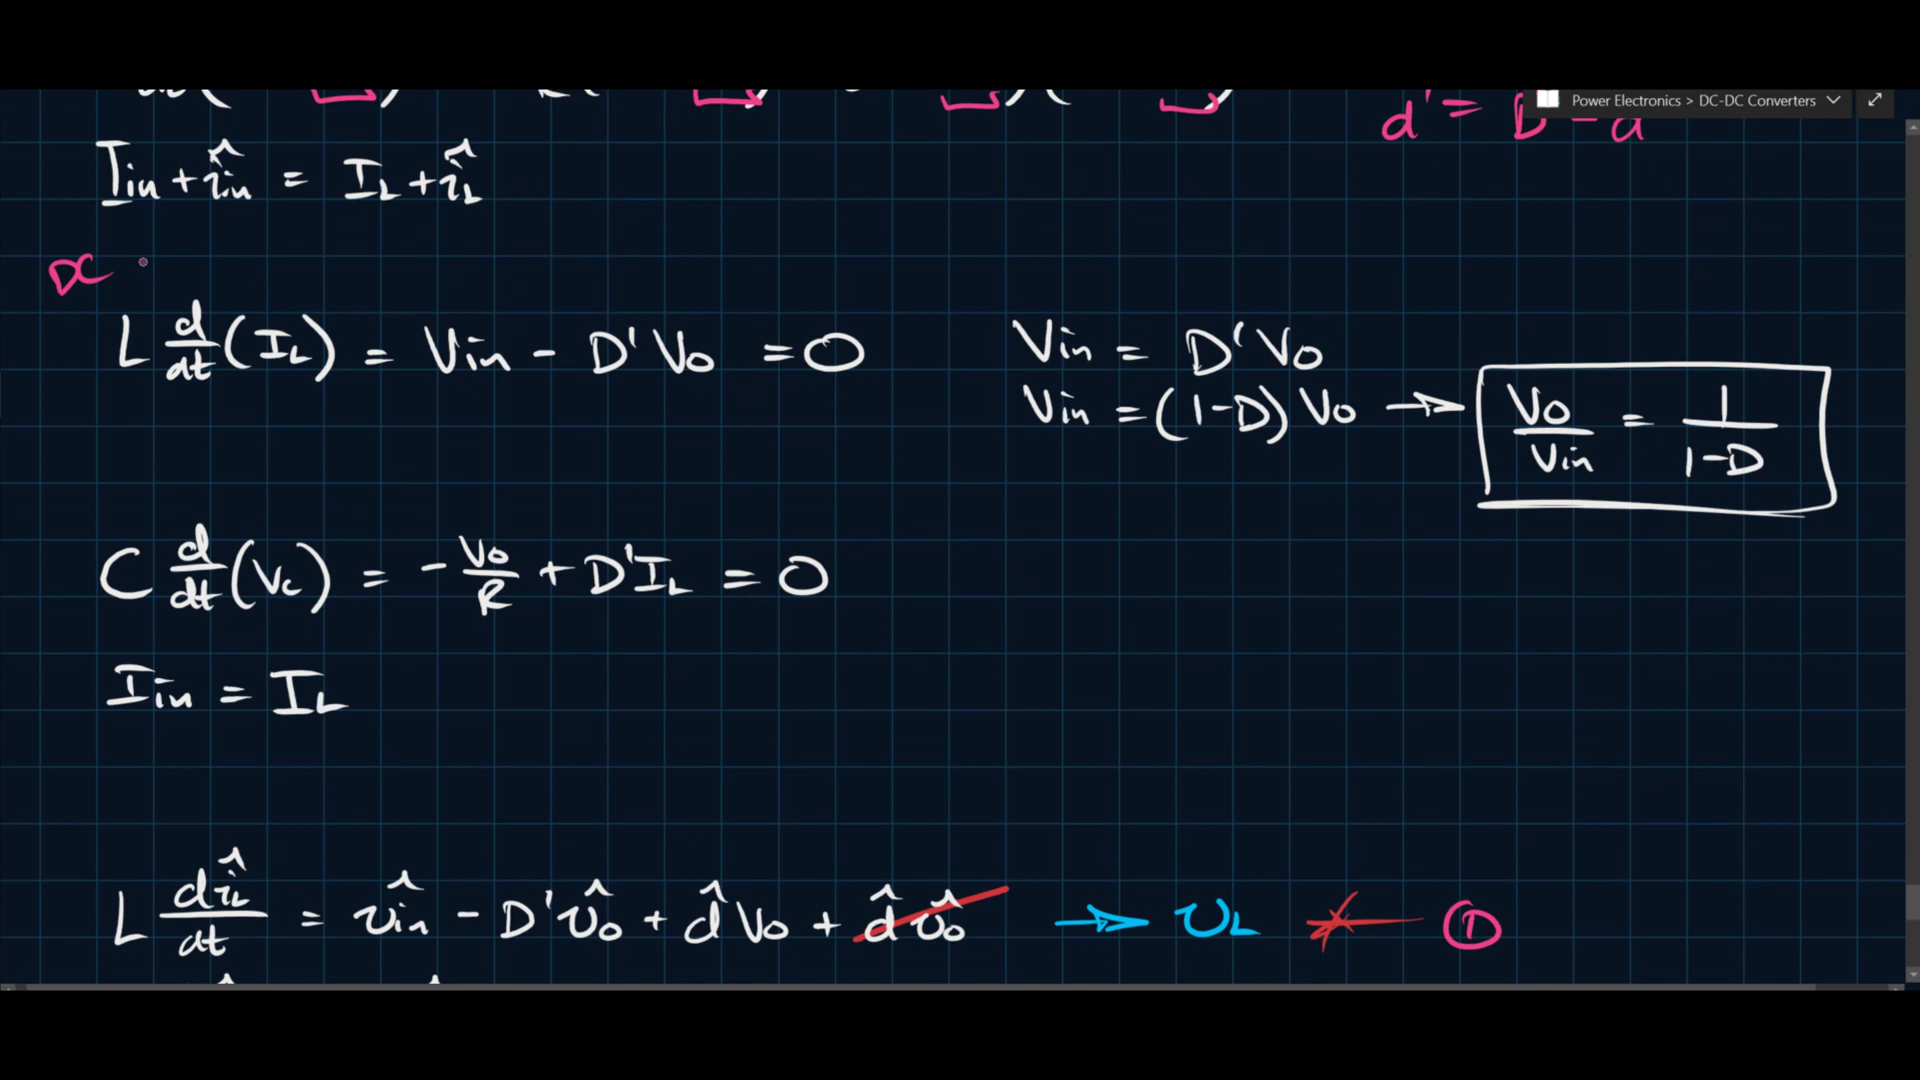 Power Electronics > DC-DC Converters
d' = D' - d̂
Iin + îin = IL + îL
DC
L d/dt (IL) = Vin - D'Vo = 0
Vin = D'Vo
Vin = (1-D) Vo → Vo/Vin = 1/(1-D)
C d/dt (Vc) = -Vo/R + D'IL = 0
Iin = IL
L dîL/dt = v̂in - D'v̂o + d̂Vo + d̂v̂o → vL ①